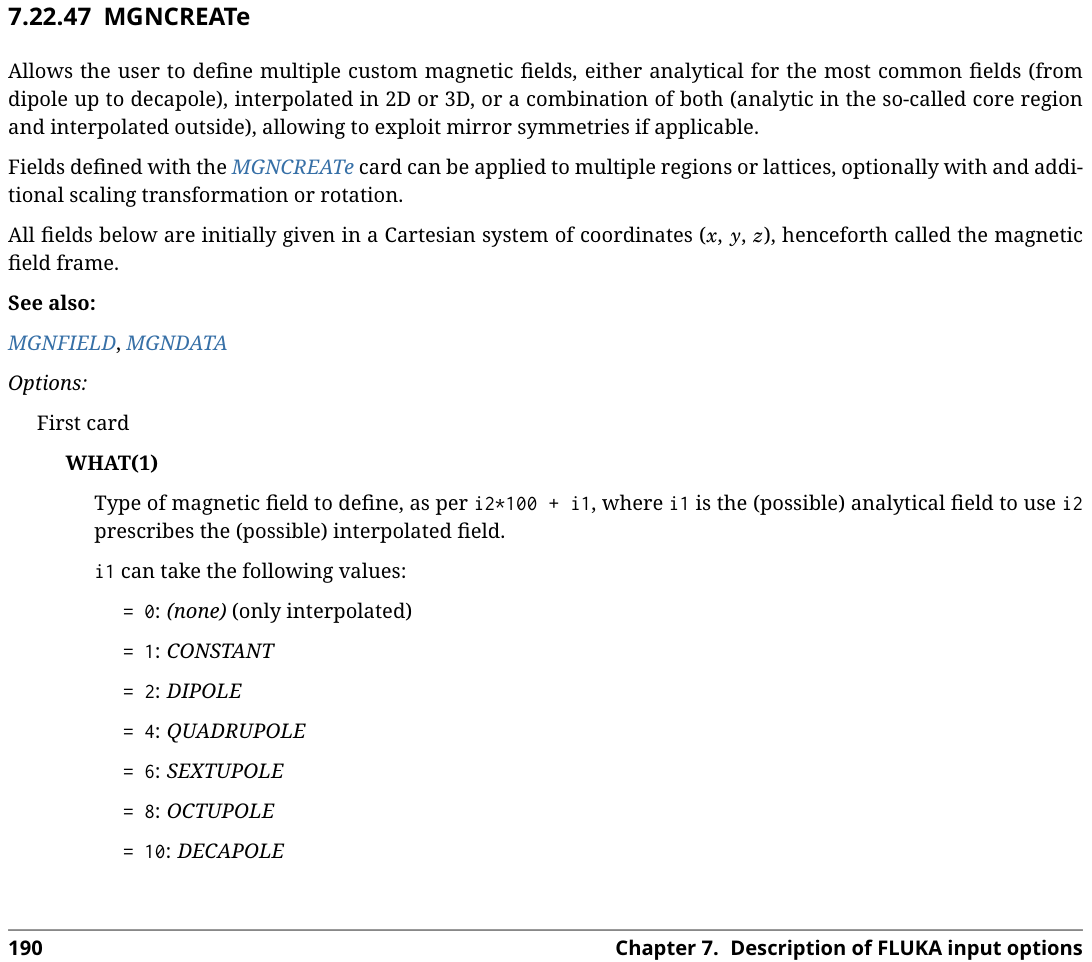 7.22.47 MGNCREATe
Allows the user to define multiple custom magnetic fields, either analytical for the most common fields (from
dipole up to decapole), interpolated in 2D or 3D, or a combination of both (analytic in the so-called core region
and interpolated outside), allowing to exploit mirror symmetries if applicable.
Fields defined with the MGNCREATe card can be applied to multiple regions or lattices, optionally with and addi-
tional scaling transformation or rotation.
All fields below are initially given in a Cartesian system of coordinates (x, y, z), henceforth called the magnetic
field frame.
See also:
MGNFIELD, MGNDATA
Options:
First card
WHAT(1)
Type of magnetic field to define, as per i2*100 + i1, where i1 is the (possible) analytical field to use i2
prescribes the (possible) interpolated field.
i1 can take the following values:
= 0: (none) (only interpolated)
= 1: CONSTANT
= 2: DIPOLE
= 4: QUADRUPOLE
= 6: SEXTUPOLE
= 8: OCTUPOLE
= 10: DECAPOLE
190 Chapter 7. Description of FLUKA input options